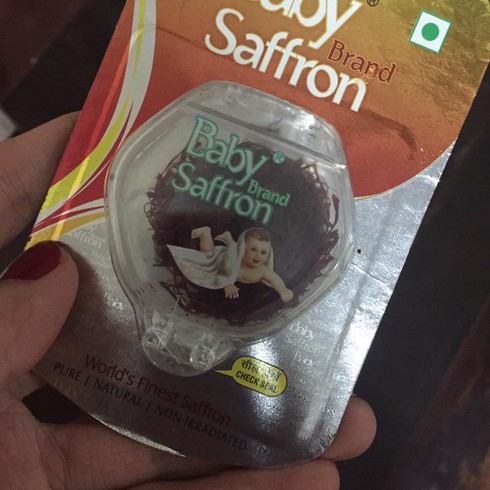 Baby®
Saffron
Brand
Baby®
Saffron
Brand
CHECK SEAL
World's Finest Saffron
PURE | NATURAL | NON-IRRADIATED